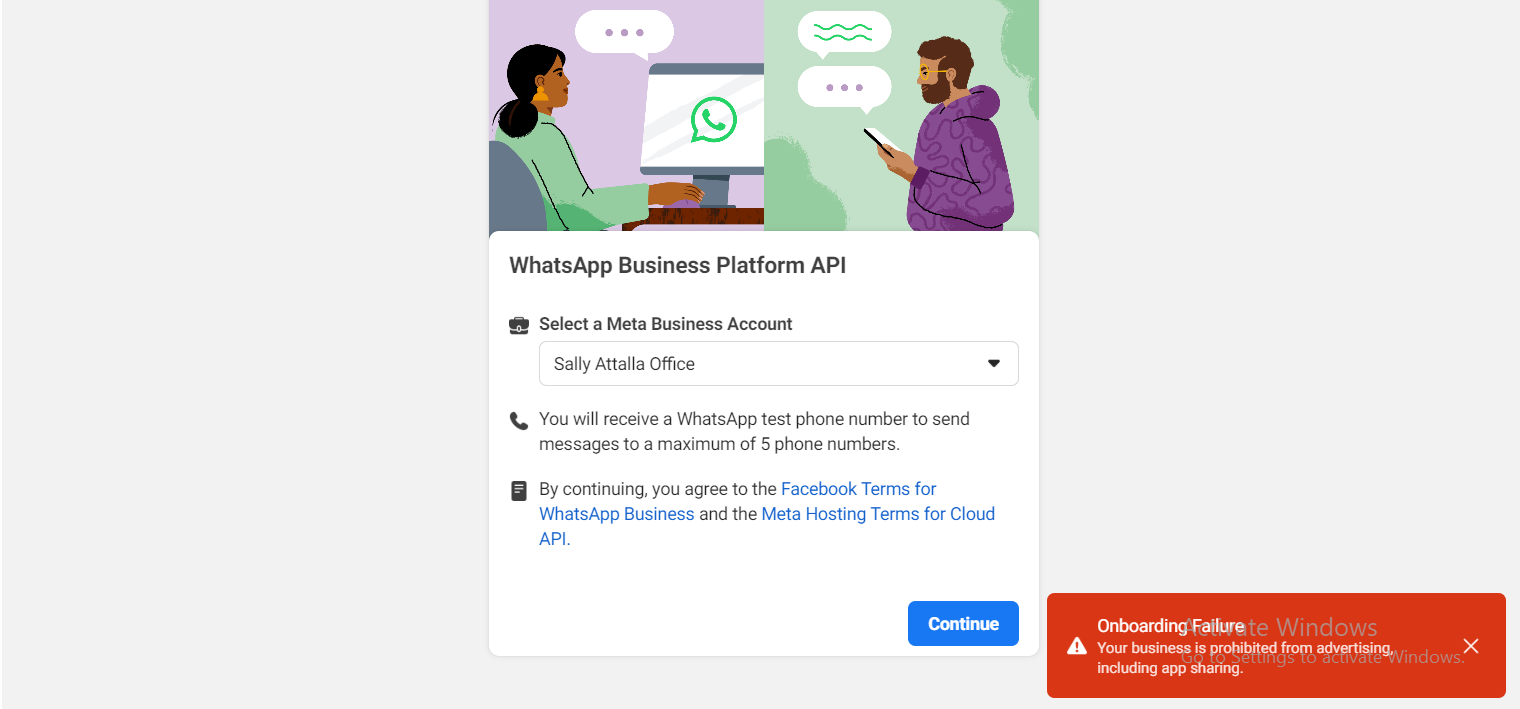 WhatsApp Business Platform API
Select a Meta Business Account
Sally Attalla Office
You will receive a WhatsApp test phone number to send
messages to a maximum of 5 phone numbers.
By continuing, you agree to the Facebook Terms for
WhatsApp Business and the Meta Hosting Terms for Cloud
API.
Continue
Onboarding Failure
Your business is prohibited from advertising,
including app sharing.
Activate Windows
Go to Settings to activate Windows.